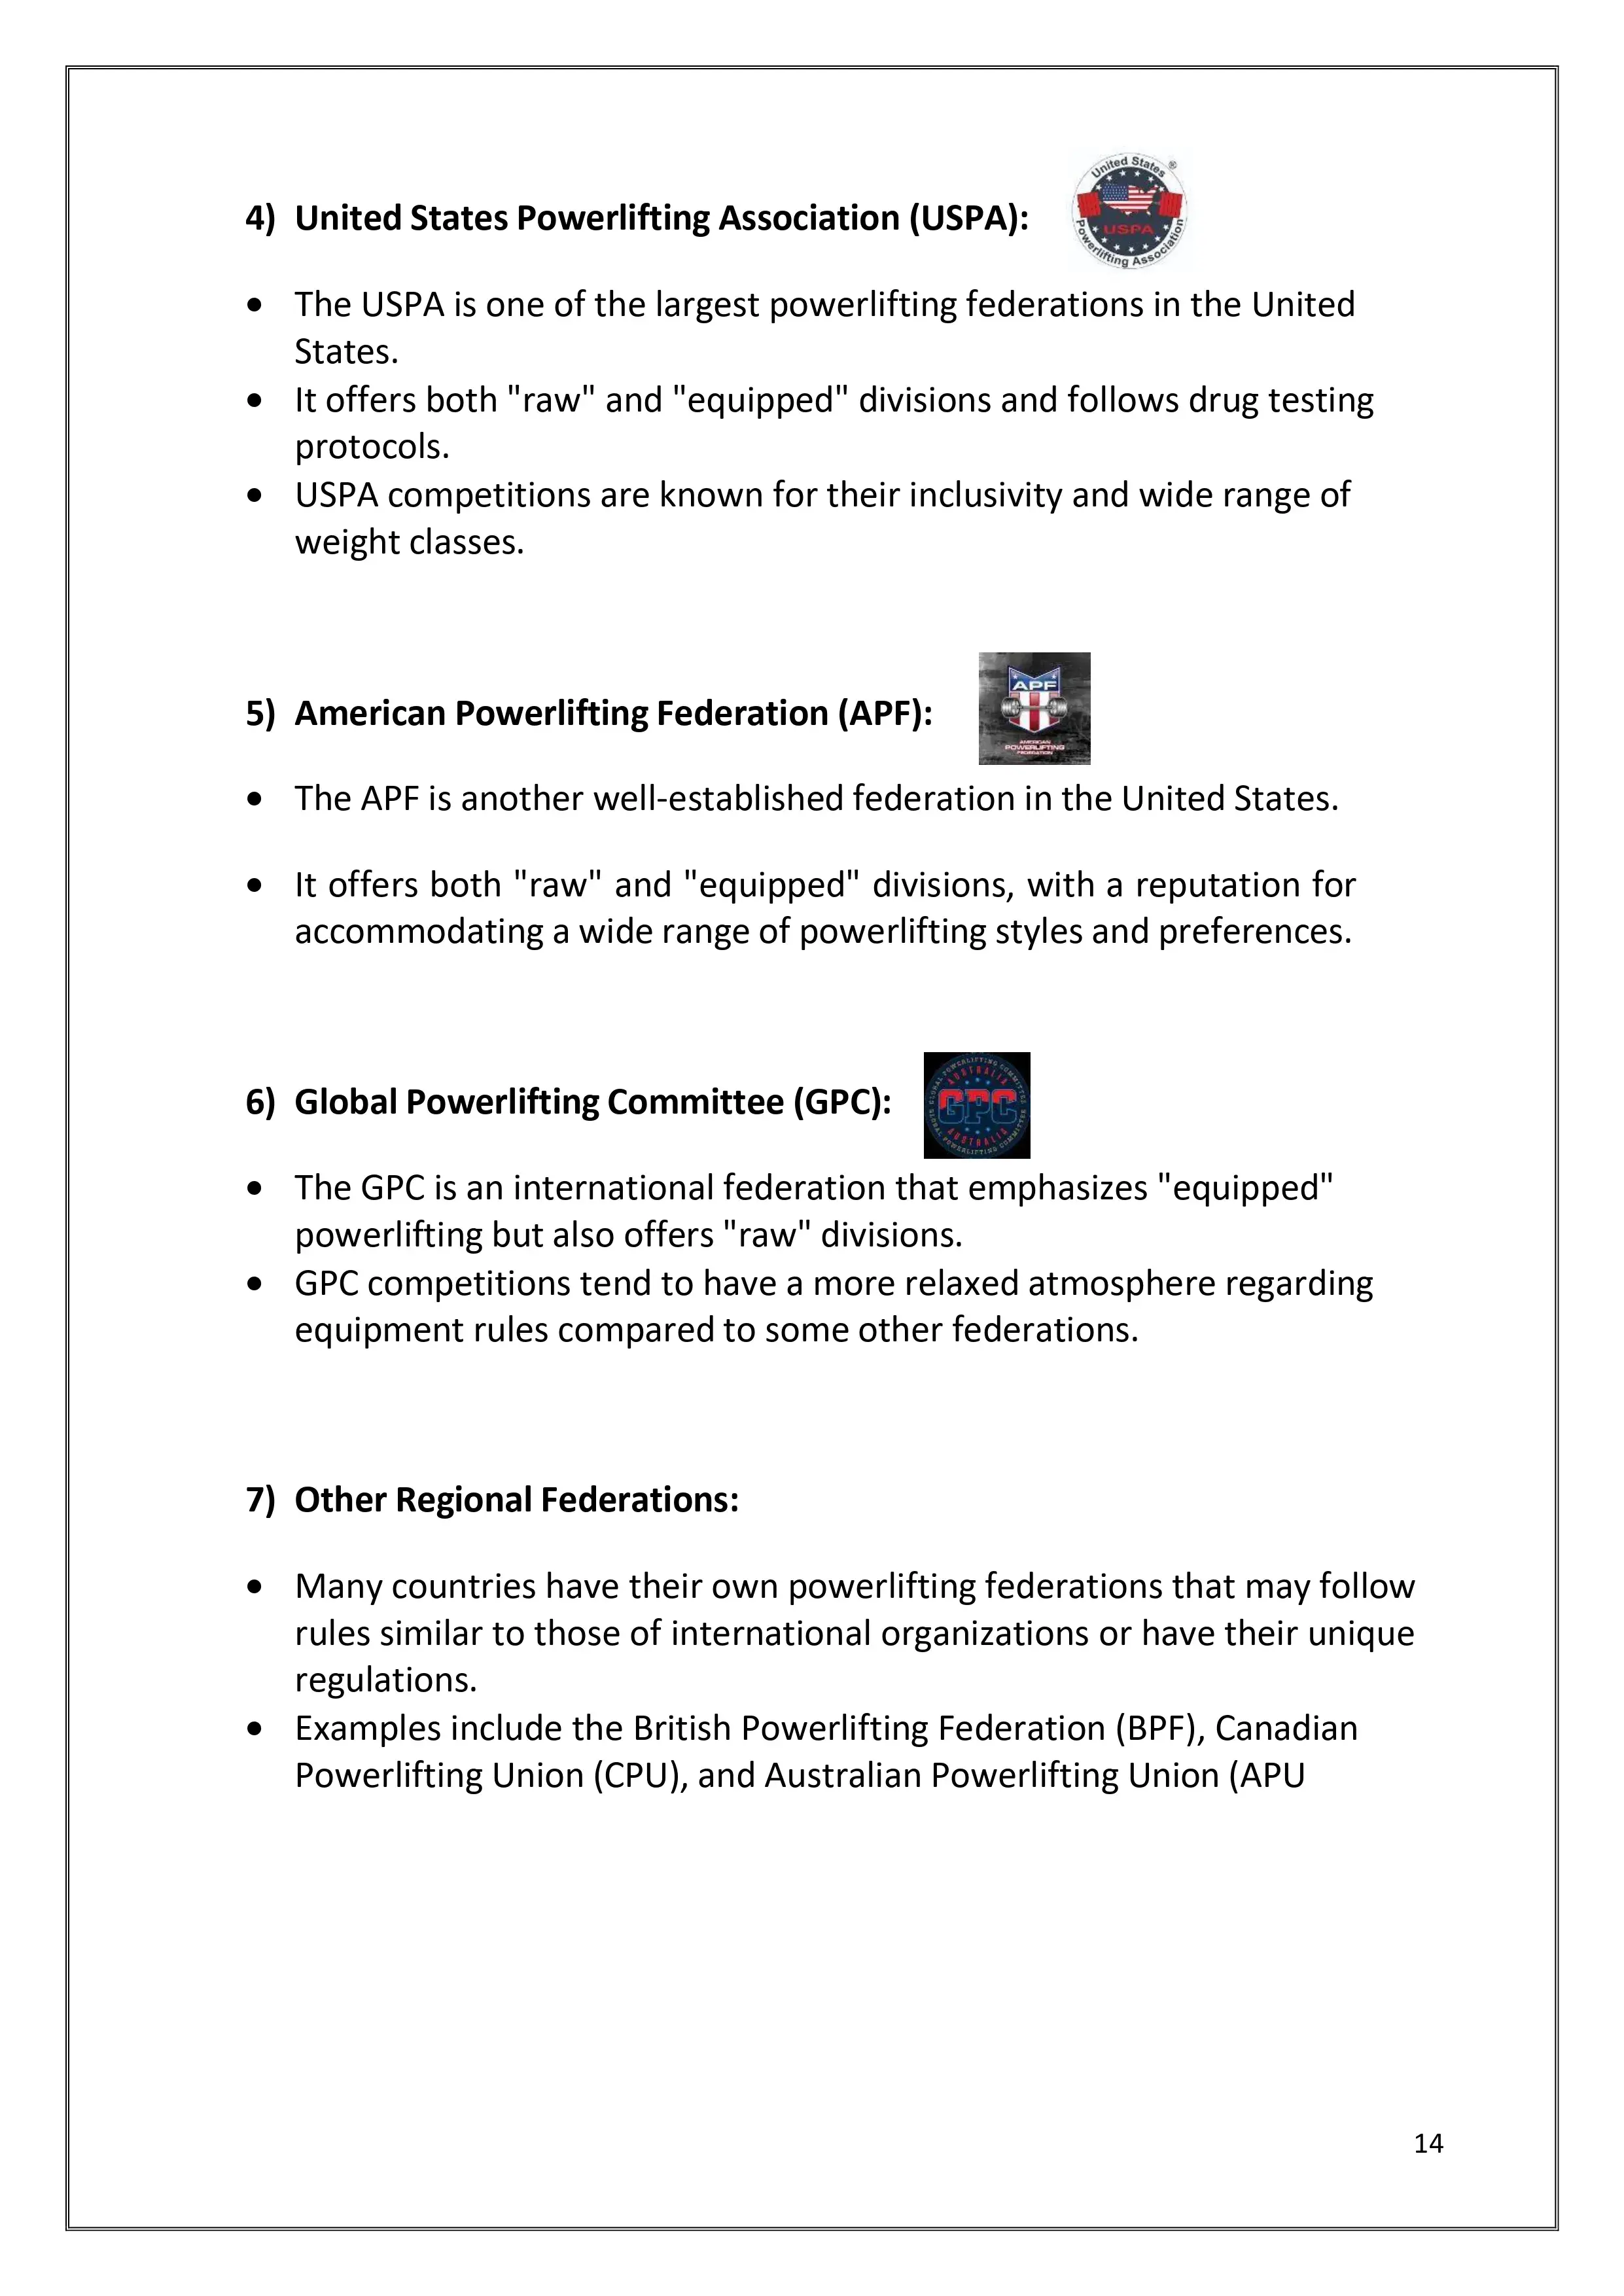 United States
®
4) United States Powerlifting Association (USPA):
USPA
Powerlifting Association
• The USPA is one of the largest powerlifting federations in the United
States.
• It offers both "raw" and "equipped" divisions and follows drug testing
protocols.
• USPA competitions are known for their inclusivity and wide range of
weight classes.
5) American Powerlifting Federation (APF):
APF
AMERICAN
POWERLIFTING
FEDERATION
• The APF is another well-established federation in the United States.
• It offers both "raw" and "equipped" divisions, with a reputation for
accommodating a wide range of powerlifting styles and preferences.
6) Global Powerlifting Committee (GPC):
GLOBAL POWERLIFTING COMMITTEE
AUSTRALIA
GPC
AUSTRALIA
GLOBAL POWERLIFTING COMMITTEE
• The GPC is an international federation that emphasizes "equipped"
powerlifting but also offers "raw" divisions.
• GPC competitions tend to have a more relaxed atmosphere regarding
equipment rules compared to some other federations.
7) Other Regional Federations:
• Many countries have their own powerlifting federations that may follow
rules similar to those of international organizations or have their unique
regulations.
• Examples include the British Powerlifting Federation (BPF), Canadian
Powerlifting Union (CPU), and Australian Powerlifting Union (APU
14